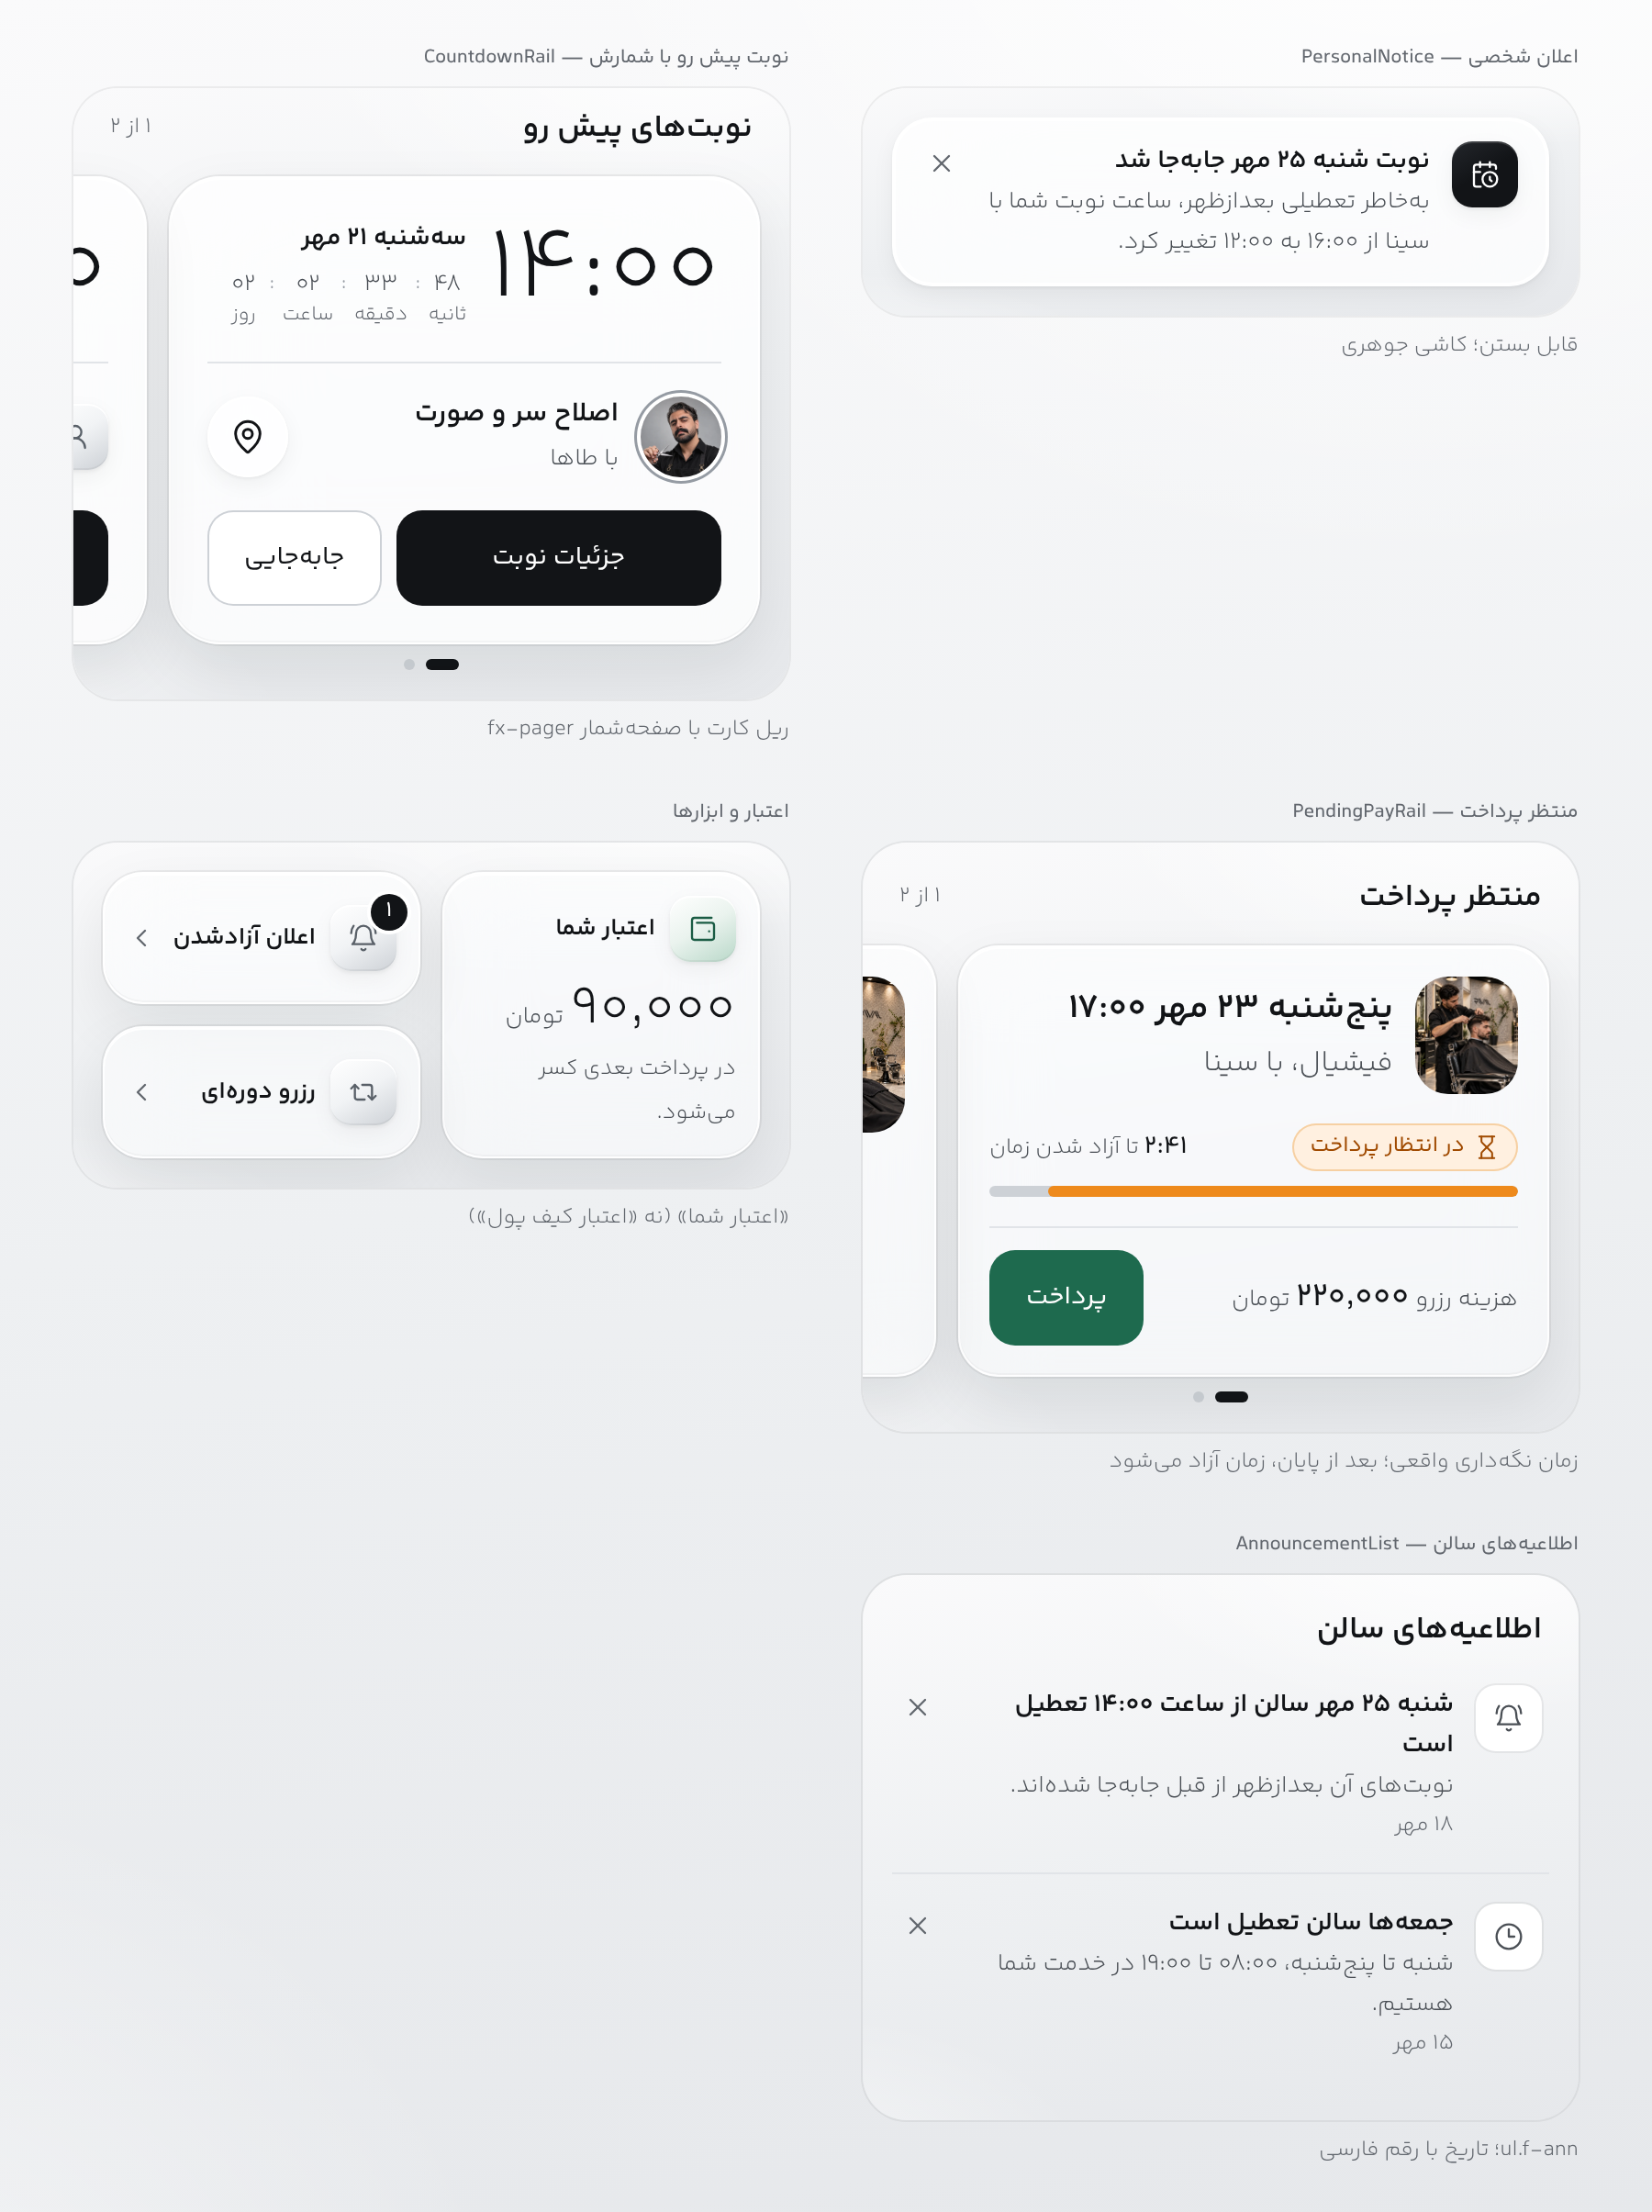 اعلان شخصی — PersonalNotice
نوبت شنبه ۲۵ مهر جابه‌جا شد
به‌خاطر تعطیلی بعدازظهر، ساعت نوبت شما با
سینا از ۱۶:۰۰ به ۱۲:۰۰ تغییر کرد.
قابل بستن؛ کاشی جوهری
نوبت پیش رو با شمارش — CountdownRail
نوبت‌های پیش رو
۱ از ۲
۱۴:۰۰
سه‌شنبه ۲۱ مهر
۴۸ : ۳۳ : ۰۲ : ۰۲
ثانیه دقیقه ساعت روز
اصلاح سر و صورت
با طاها
جزئیات نوبت
جابه‌جایی
ریل کارت با صفحه‌شمار fx-pager
منتظر پرداخت — PendingPayRail
منتظر پرداخت
۱ از ۲
پنج‌شنبه ۲۳ مهر ۱۷:۰۰
فیشیال، با سینا
در انتظار پرداخت
۲:۴۱ تا آزاد شدن زمان
هزینه رزرو ۲۲۰,۰۰۰ تومان
پرداخت
زمان نگه‌داری واقعی؛ بعد از پایان، زمان آزاد می‌شود
اعتبار و ابزارها
اعتبار شما
۹۰,۰۰۰ تومان
در پرداخت بعدی کسر
می‌شود.
۱
اعلان آزادشدن
رزرو دوره‌ای
«اعتبار شما» (نه «اعتبار کیف پول»)
اطلاعیه‌های سالن — AnnouncementList
اطلاعیه‌های سالن
شنبه ۲۵ مهر سالن از ساعت ۱۴:۰۰ تعطیل
است
نوبت‌های آن بعدازظهر از قبل جابه‌جا شده‌اند.
۱۸ مهر
جمعه‌ها سالن تعطیل است
شنبه تا پنج‌شنبه، ۰۸:۰۰ تا ۱۹:۰۰ در خدمت شما
هستیم.
۱۵ مهر
ul.f-ann؛ تاریخ با رقم فارسی